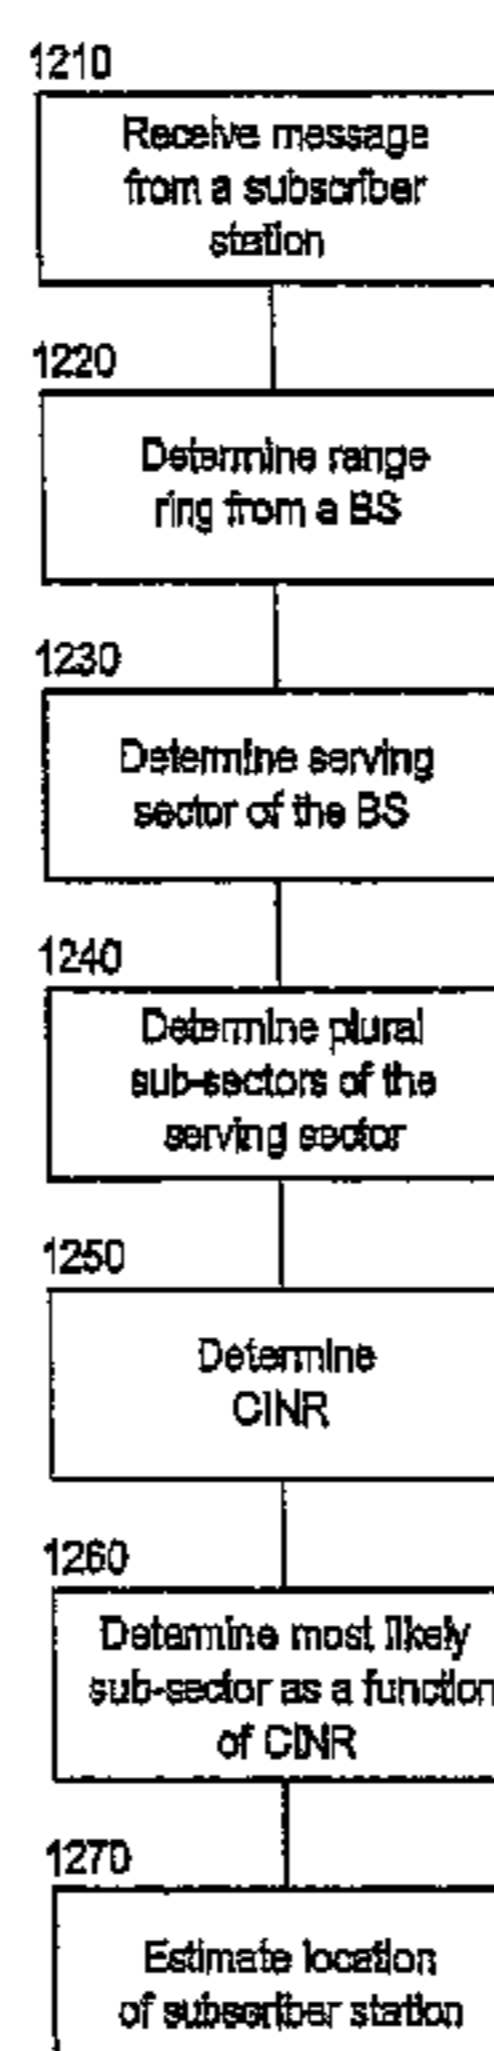 1210
Receive message
from a subscriber
station
1220
Determine range
ring from a BS
1230
Determine serving
sector of the BS
1240
Determine plural
sub-sectors of the
serving sector
1250
Determine
CINR
1260
Determine most likely
sub-sector as a function
of CINR
1270
Estimate location
of subscriber station